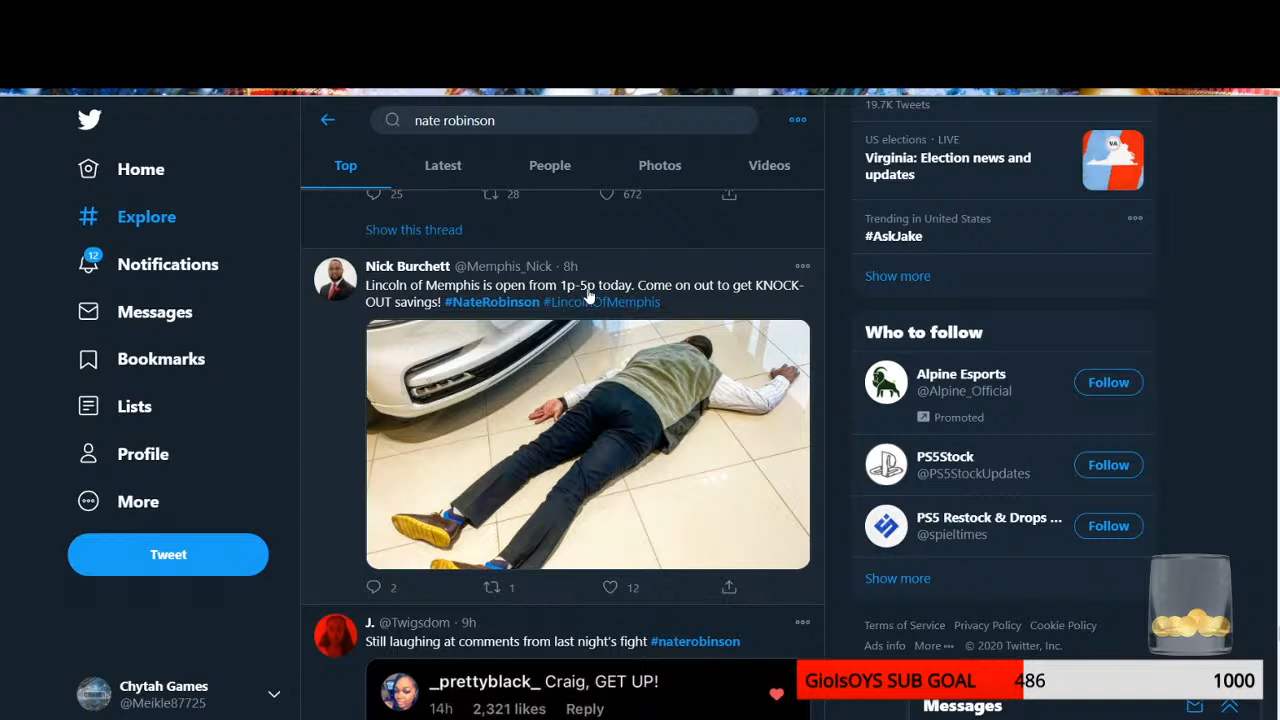 nate robinson
Home
Explore
12
Notifications
Messages
Bookmarks
Lists
Profile
More
Tweet
Chytah Games
@Meikle87725
Top
Latest
People
Photos
Videos
25
28
672
Show this thread
Nick Burchett @Memphis_Nick · 8h
Lincoln of Memphis is open from 1p-5p today. Come on out to get KNOCK-
OUT savings! #NateRobinson #LincolnOfMemphis
2
1
12
J. @Twigsdom · 9h
Still laughing at comments from last night's fight #naterobinson
_prettyblack_ Craig, GET UP!
14h 2,321 likes Reply
19.7K Tweets
US elections · LIVE
Virginia: Election news and
updates
VA
Trending in United States
#AskJake
Show more
Who to follow
Alpine Esports
@Alpine_Official
Promoted
Follow
PS5Stock
@PS5StockUpdates
Follow
PS5 Restock & Drops ...
@spieltimes
Follow
Show more
Terms of Service Privacy Policy Cookie Policy
Ads info More © 2020 Twitter, Inc.
GIoIsOYS SUB GOAL 486 1000
Messages